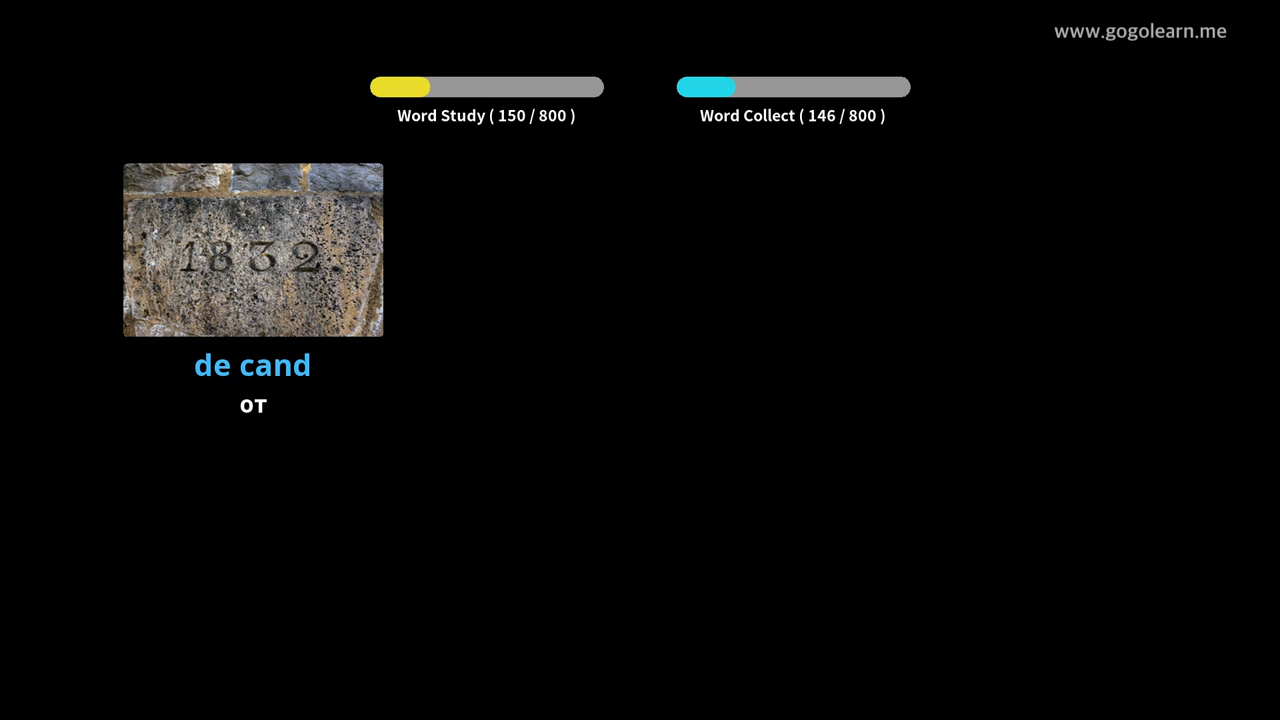 www.gogolearn.me
Word Study ( 150 / 800 )
Word Collect ( 146 / 800 )
1832.
de cand
от